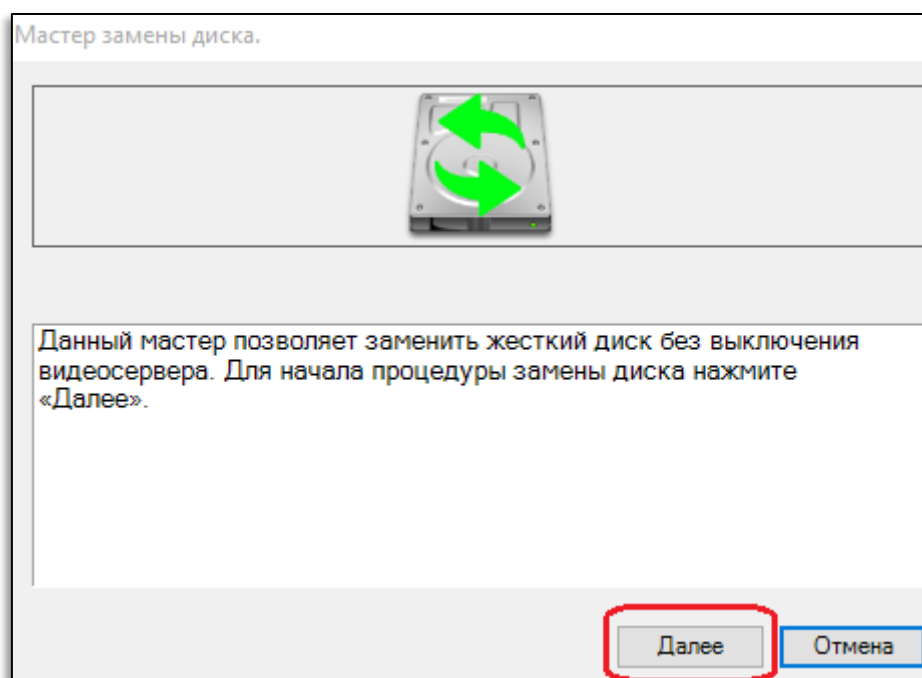 Мастер замены диска.
Данный мастер позволяет заменить жесткий диск без выключения
видеосервера. Для начала процедуры замены диска нажмите
«Далее».
Далее
Отмена